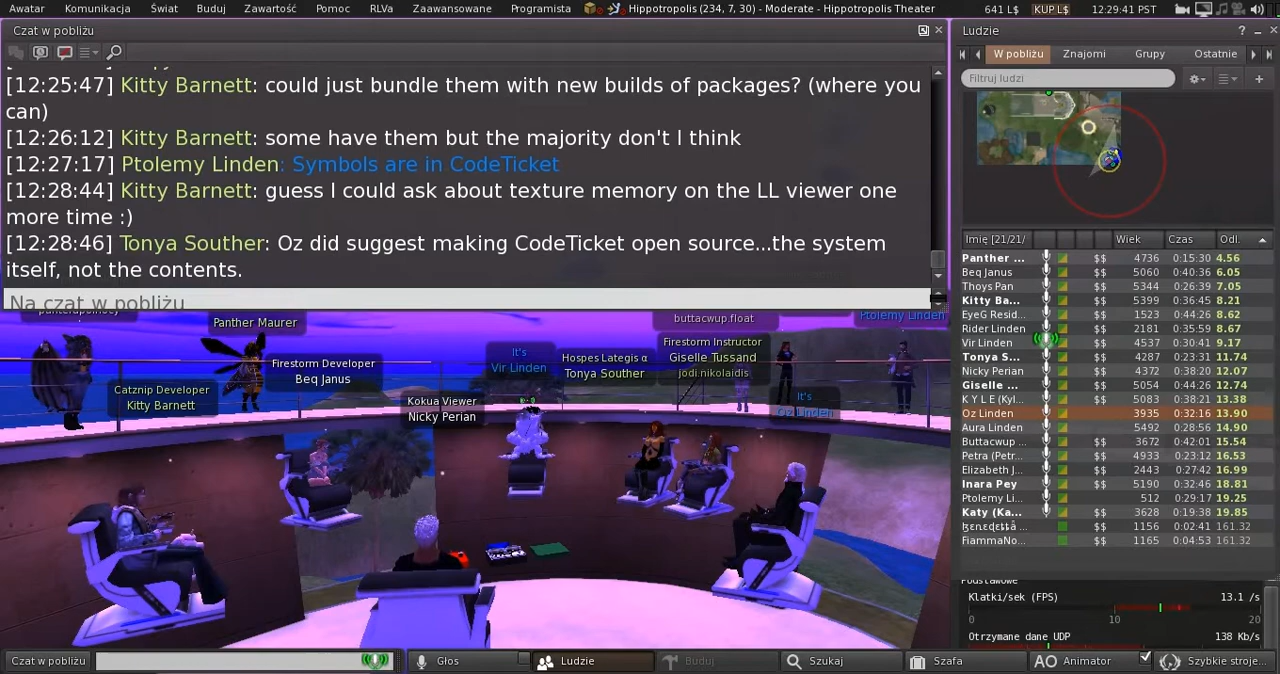 Awatar Komunikacja Świat Buduj Zawartość Pomoc RLVa Zaawansowane Programista Hippotropolis (234, 7, 30) - Moderate - Hippotropolis Theater 641 L$ KUP L$ 12:29:41 PST
Czat w pobliżu
[12:25:47] Kitty Barnett: could just bundle them with new builds of packages? (where you
can)
[12:26:12] Kitty Barnett: some have them but the majority don't I think
[12:27:17] Ptolemy Linden: Symbols are in CodeTicket
[12:28:44] Kitty Barnett: guess I could ask about texture memory on the LL viewer one
more time :)
[12:28:46] Tonya Souther: Oz did suggest making CodeTicket open source...the system
itself, not the contents.
Na czat w pobliżu
Panther Maurer
buttacwup.float
Ptolemy Linden
Catznip Developer
Kitty Barnett
Firestorm Developer
Beq Janus
Kokua Viewer
Nicky Perian
It's
Vir Linden
Hospes Lategis α
Tonya Souther
Firestorm Instructor
Giselle Tussand
jodi nikolaidis
It's
Oz Linden
Ludzie
W pobliżu Znajomi Grupy Ostatnie
Filtruj ludzi
Imię [21/21/ Wiek Czas Odl.
Panther ... $$ 4736 0:15:30 4.56
Beq Janus 5060 0:40:36 6.05
Thoys Pan $$ 5344 0:26:39 7.05
Kitty Ba... $$ 5399 0:36:45 8.21
EyeG Resid... $$ 1523 0:44:26 8.62
Rider Linden $$ 2181 0:35:59 8.67
Vir Linden $$ 4537 0:30:41 9.17
Tonya S... $$ 4287 0:23:31 11.74
Nicky Perian $$ 4372 0:38:20 12.07
Giselle ... $$ 5054 0:44:26 12.74
K Y L E (Kyl... $$ 5083 0:38:21 13.38
Oz Linden 3935 0:32:16 13.90
Aura Linden 5492 0:28:56 14.90
Buttacwup ... $$ 3672 0:42:01 15.54
Petra (Petr... $$ 4933 0:23:12 16.53
Elizabeth J... 2443 0:27:42 16.99
Inara Pey $$ 5190 0:32:46 18.81
Ptolemy Li... 512 0:29:17 19.25
Katy (Ka... $$ 3628 0:19:38 19.85
$$ 1156 0:02:41 161.32
FiammaNo... $$ 1165 0:04:53 161.32
Podstawowe
Klatki/sek (FPS) 13.1 /s
0 10 20
Otrzymane dane UDP 138 Kb/s
Czat w pobliżu Głos Ludzie Buduj Szukaj Szafa AO Animator Szybkie stroje...